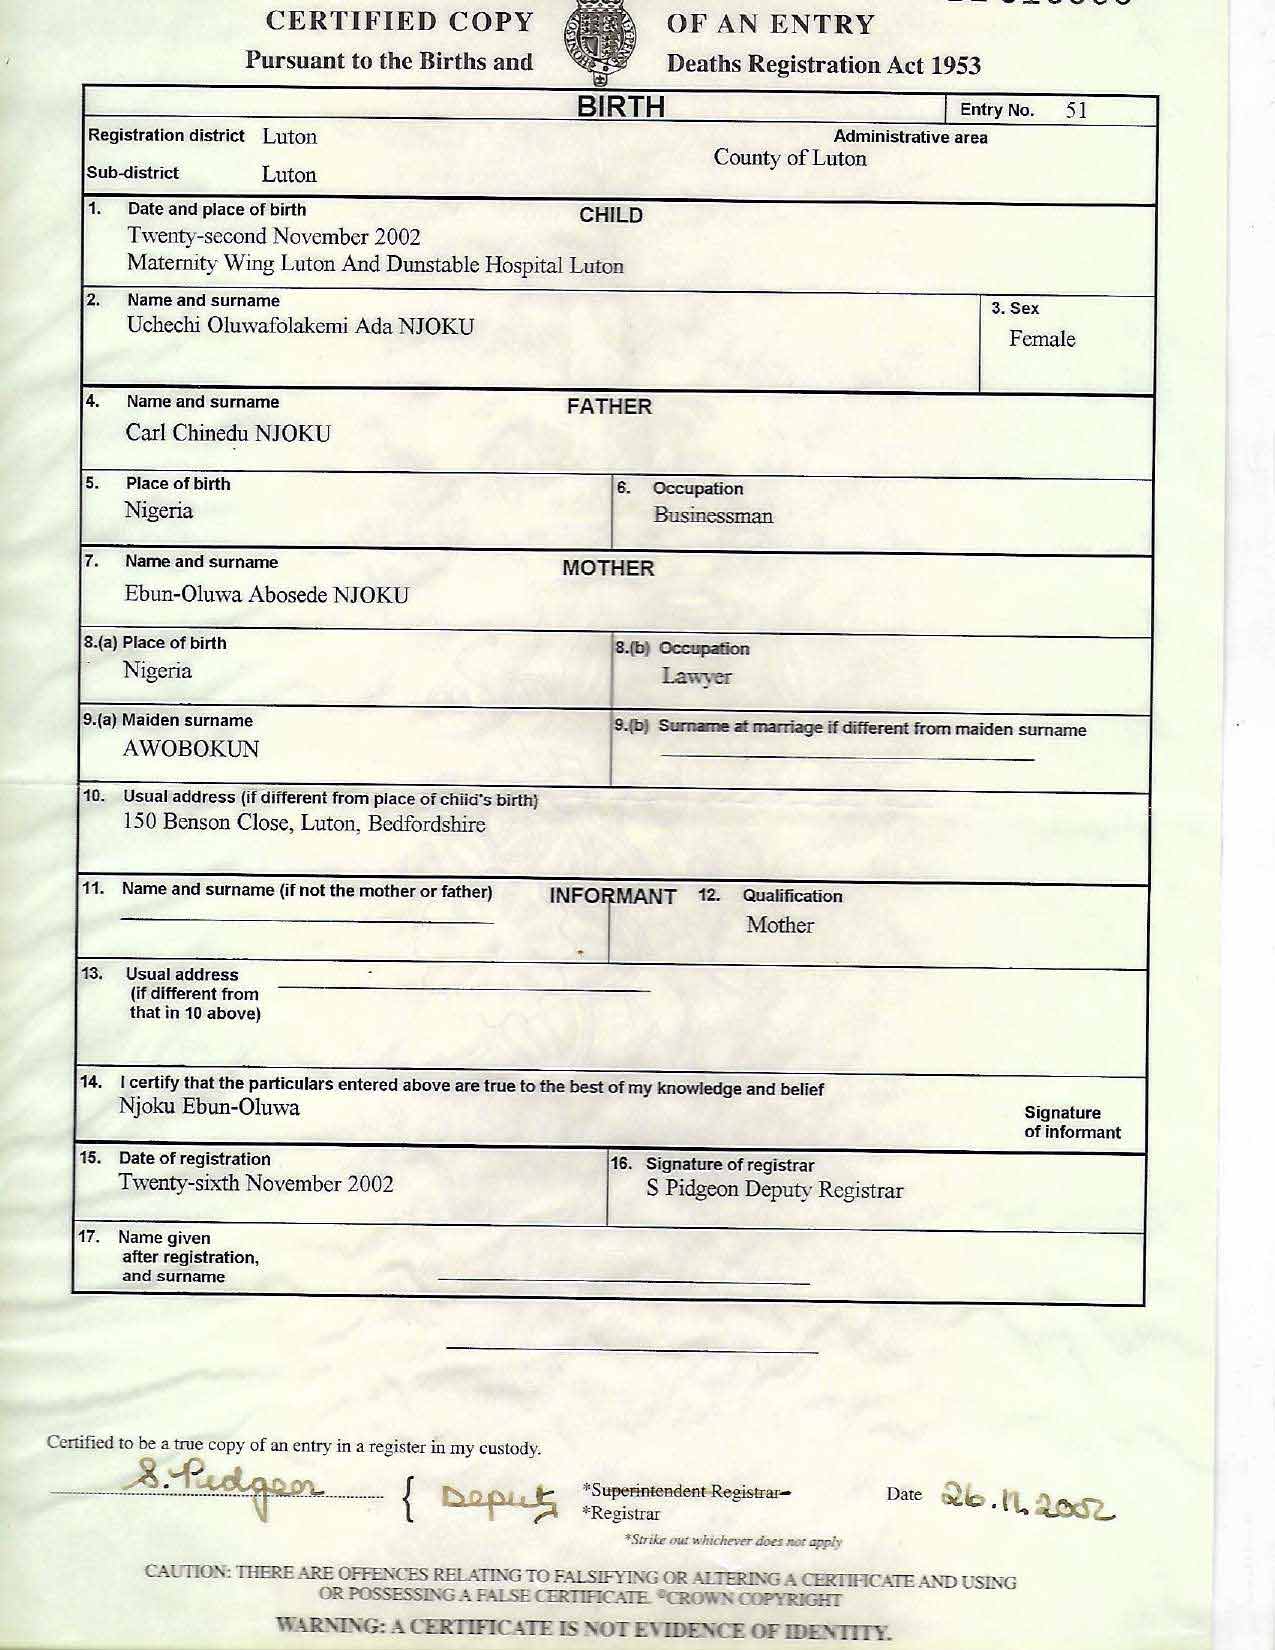 CERTIFIED COPY OF AN ENTRY
Pursuant to the Births and Deaths Registration Act 1953
BIRTH
Entry No. 51
Registration district Luton
Administrative area
County of Luton
Sub-district Luton
1. Date and place of birth
CHILD
Twenty-second November 2002
Maternity Wing Luton And Dunstable Hospital Luton
2. Name and surname
3. Sex
Uchechi Oluwafolakemi Ada NJOKU
Female
4. Name and surname
FATHER
Carl Chinedu NJOKU
5. Place of birth
6. Occupation
Nigeria
Businessman
7. Name and surname
MOTHER
Ebun-Oluwa Abosede NJOKU
8.(a) Place of birth
8.(b) Occupation
Nigeria
Lawyer
9.(a) Maiden surname
9.(b) Surname at marriage if different from maiden surname
AWOBOKUN
10. Usual address (if different from place of child's birth)
150 Benson Close, Luton, Bedfordshire
11. Name and surname (if not the mother or father)
INFORMANT
12. Qualification
Mother
13. Usual address
(if different from
that in 10 above)
14. I certify that the particulars entered above are true to the best of my knowledge and belief
Njoku Ebun-Oluwa
Signature
of informant
15. Date of registration
16. Signature of registrar
Twenty-sixth November 2002
S Pidgeon Deputy Registrar
17. Name given
after registration,
and surname
Certified to be a true copy of an entry in a register in my custody.
S. Pidgeon { Deputy *Superintendent Registrar
*Registrar
Date 26.11.2002
*Strike out whichever does not apply
CAUTION: THERE ARE OFFENCES RELATING TO FALSIFYING OR ALTERING A CERTIFICATE AND USING
OR POSSESSING A FALSE CERTIFICATE. ©CROWN COPYRIGHT
WARNING: A CERTIFICATE IS NOT EVIDENCE OF IDENTITY.